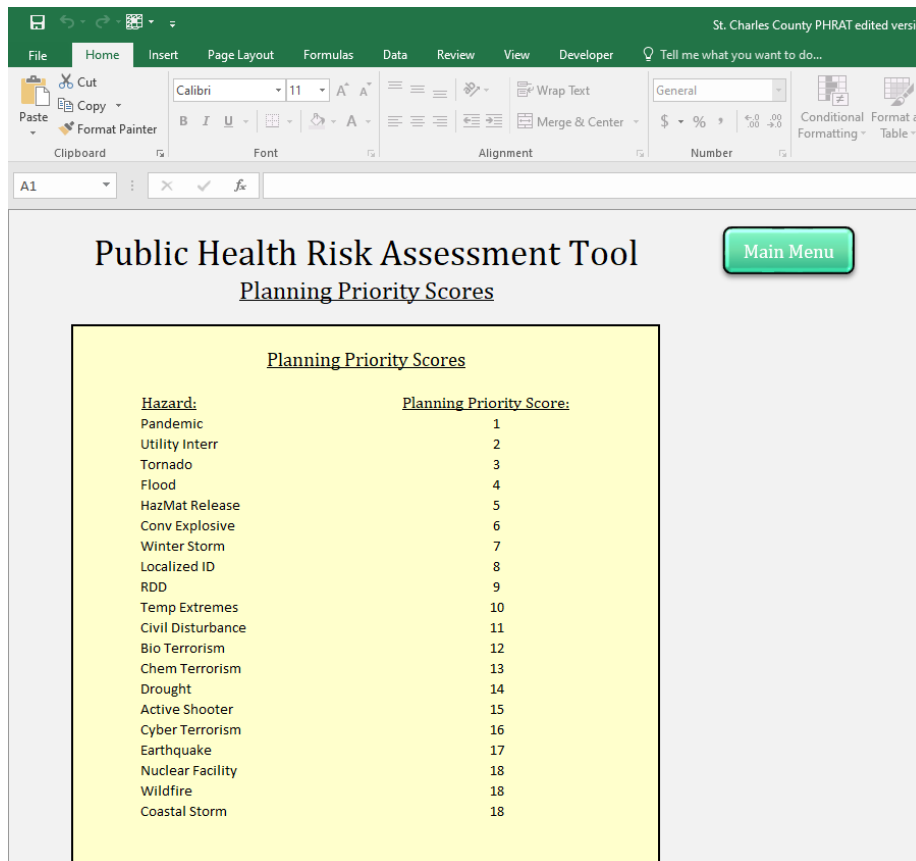 St. Charles County PHRAT edited versi
File Home Insert Page Layout Formulas Data Review View Developer Tell me what you want to do...
Paste
Cut
Copy
Format Painter
Clipboard
Calibri 11 A A
B I U A
Font
Wrap Text
Merge & Center
Alignment
General
$ % , .00 .00
Number
Conditional Formatting
Format a
Table
A1 fx
Public Health Risk Assessment Tool
Main Menu
Planning Priority Scores
Planning Priority Scores
Hazard: Planning Priority Score:
Pandemic 1
Utility Interr 2
Tornado 3
Flood 4
HazMat Release 5
Conv Explosive 6
Winter Storm 7
Localized ID 8
RDD 9
Temp Extremes 10
Civil Disturbance 11
Bio Terrorism 12
Chem Terrorism 13
Drought 14
Active Shooter 15
Cyber Terrorism 16
Earthquake 17
Nuclear Facility 18
Wildfire 18
Coastal Storm 18